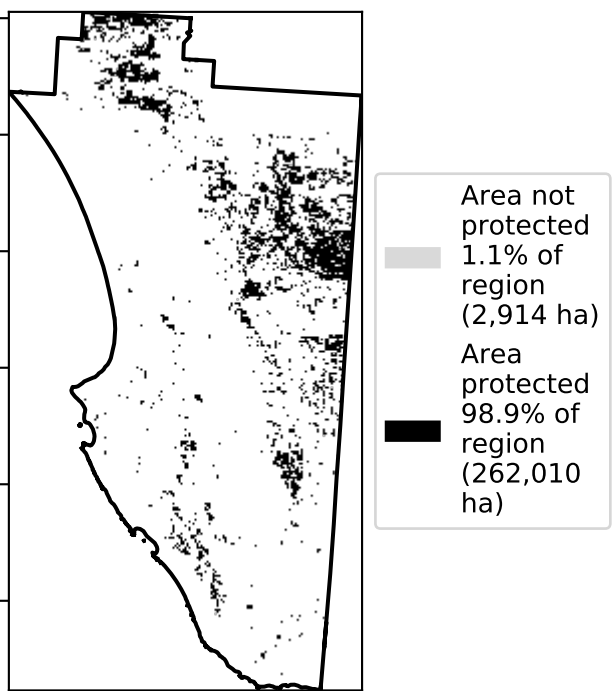 Area not
protected
1.1% of
region
(2,914 ha)
Area
protected
98.9% of
region
(262,010
ha)